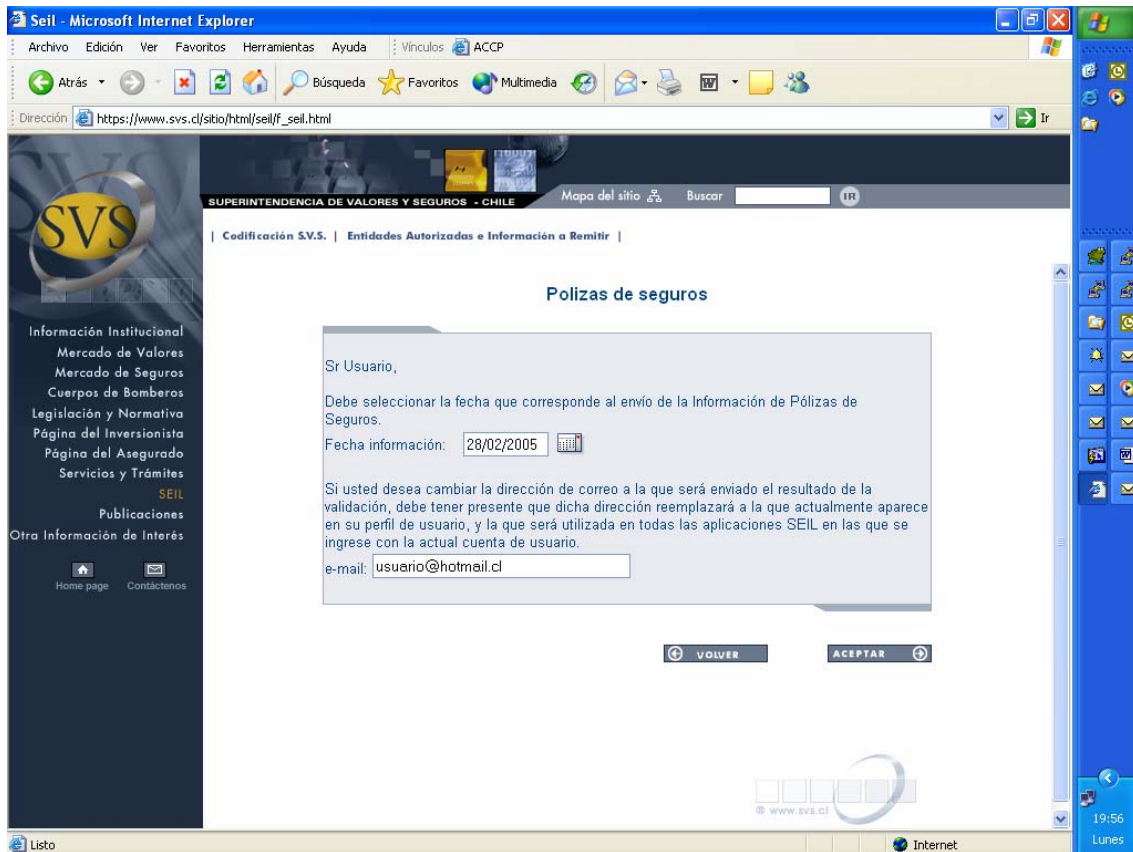 Seil - Microsoft Internet Explorer
Archivo Edición Ver Favoritos Herramientas Ayuda Vínculos ACCP
Atrás Búsqueda Favoritos Multimedia
Dirección https://www.svs.cl/sitio/html/seil/f_seil.html Ir
SVS
SVS
SUPERINTENDENCIA DE VALORES Y SEGUROS - CHILE
Mapa del sitio Buscar IR
| Codificación S.V.S. | Entidades Autorizadas e Información a Remitir |
Información Institucional
Mercado de Valores
Mercado de Seguros
Cuerpos de Bomberos
Legislación y Normativa
Página del Inversionista
Página del Asegurado
Servicios y Trámites
SEIL
Publicaciones
Otra Información de Interés
Home page Contáctenos
Polizas de seguros
Sr Usuario,
Debe seleccionar la fecha que corresponde al envío de la Información de Pólizas de
Seguros.
Fecha información: 28/02/2005
Si usted desea cambiar la dirección de correo a la que será enviado el resultado de la
validación, debe tener presente que dicha dirección reemplazará a la que actualmente aparece
en su perfil de usuario, y la que será utilizada en todas las aplicaciones SEIL en las que se
ingrese con la actual cuenta de usuario.
e-mail: usuario@hotmail.cl
VOLVER ACEPTAR
® www.svs.cl
Listo Internet
19:56
Lunes